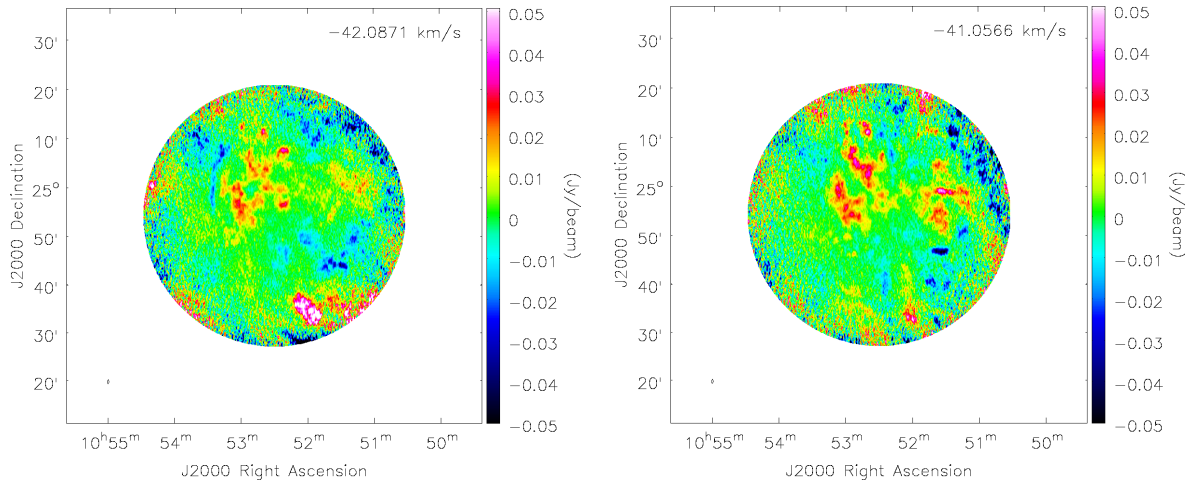 −42.0871 km/s
30'
20'
10'
25°
50'
40'
30'
20'
J2000 Declination
10ʰ55ᵐ
54ᵐ
53ᵐ
52ᵐ
51ᵐ
50ᵐ
J2000 Right Ascension
0.05
0.04
0.03
0.02
0.01
0
−0.01
−0.02
−0.03
−0.04
−0.05
(Jy/beam)
−41.0566 km/s
30'
20'
10'
25°
50'
40'
30'
20'
J2000 Declination
10ʰ55ᵐ
54ᵐ
53ᵐ
52ᵐ
51ᵐ
50ᵐ
J2000 Right Ascension
0.05
0.04
0.03
0.02
0.01
0
−0.01
−0.02
−0.03
−0.04
−0.05
(Jy/beam)